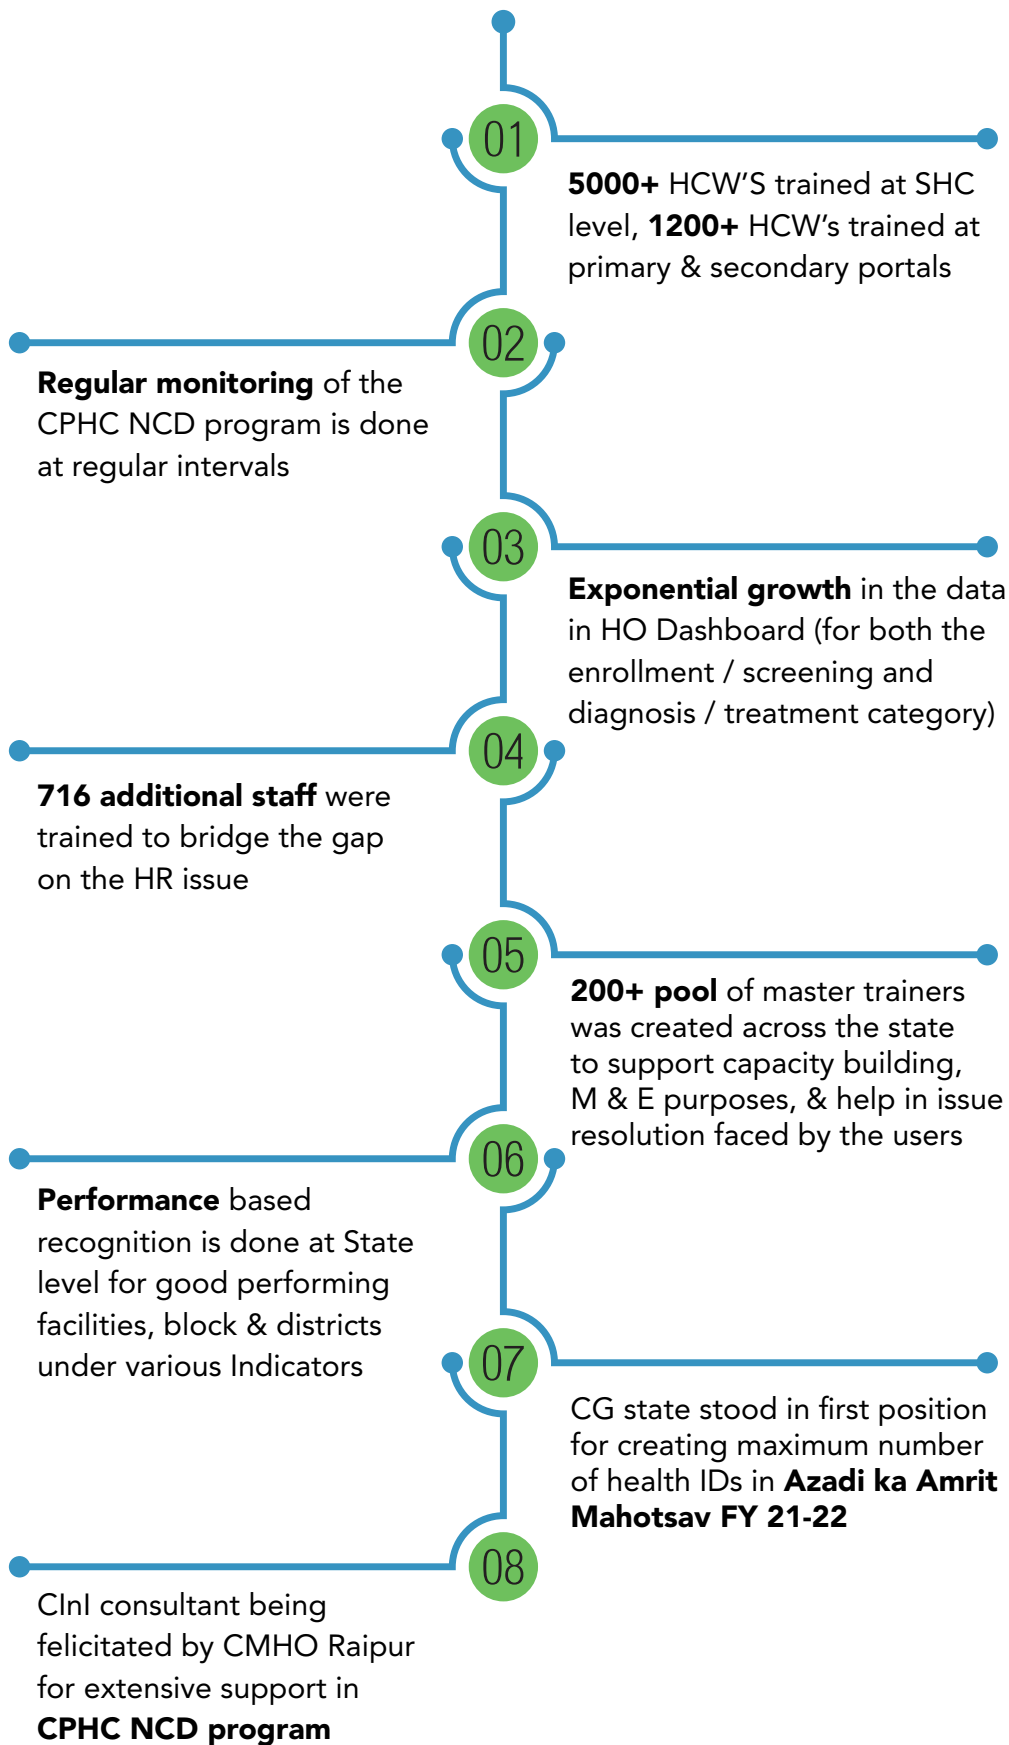 01
5000+ HCW’S trained at SHC
level, 1200+ HCW’s trained at
primary & secondary portals
02
Regular monitoring of the
CPHC NCD program is done
at regular intervals
03
Exponential growth in the data
in HO Dashboard (for both the
enrollment / screening and
diagnosis / treatment category)
04
716 additional staff were
trained to bridge the gap
on the HR issue
05
200+ pool of master trainers
was created across the state
to support capacity building,
M & E purposes, & help in issue
resolution faced by the users
06
Performance based
recognition is done at State
level for good performing
facilities, block & districts
under various Indicators
07
CG state stood in first position
for creating maximum number
of health IDs in Azadi ka Amrit
Mahotsav FY 21-22
08
CInI consultant being
felicitated by CMHO Raipur
for extensive support in
CPHC NCD program